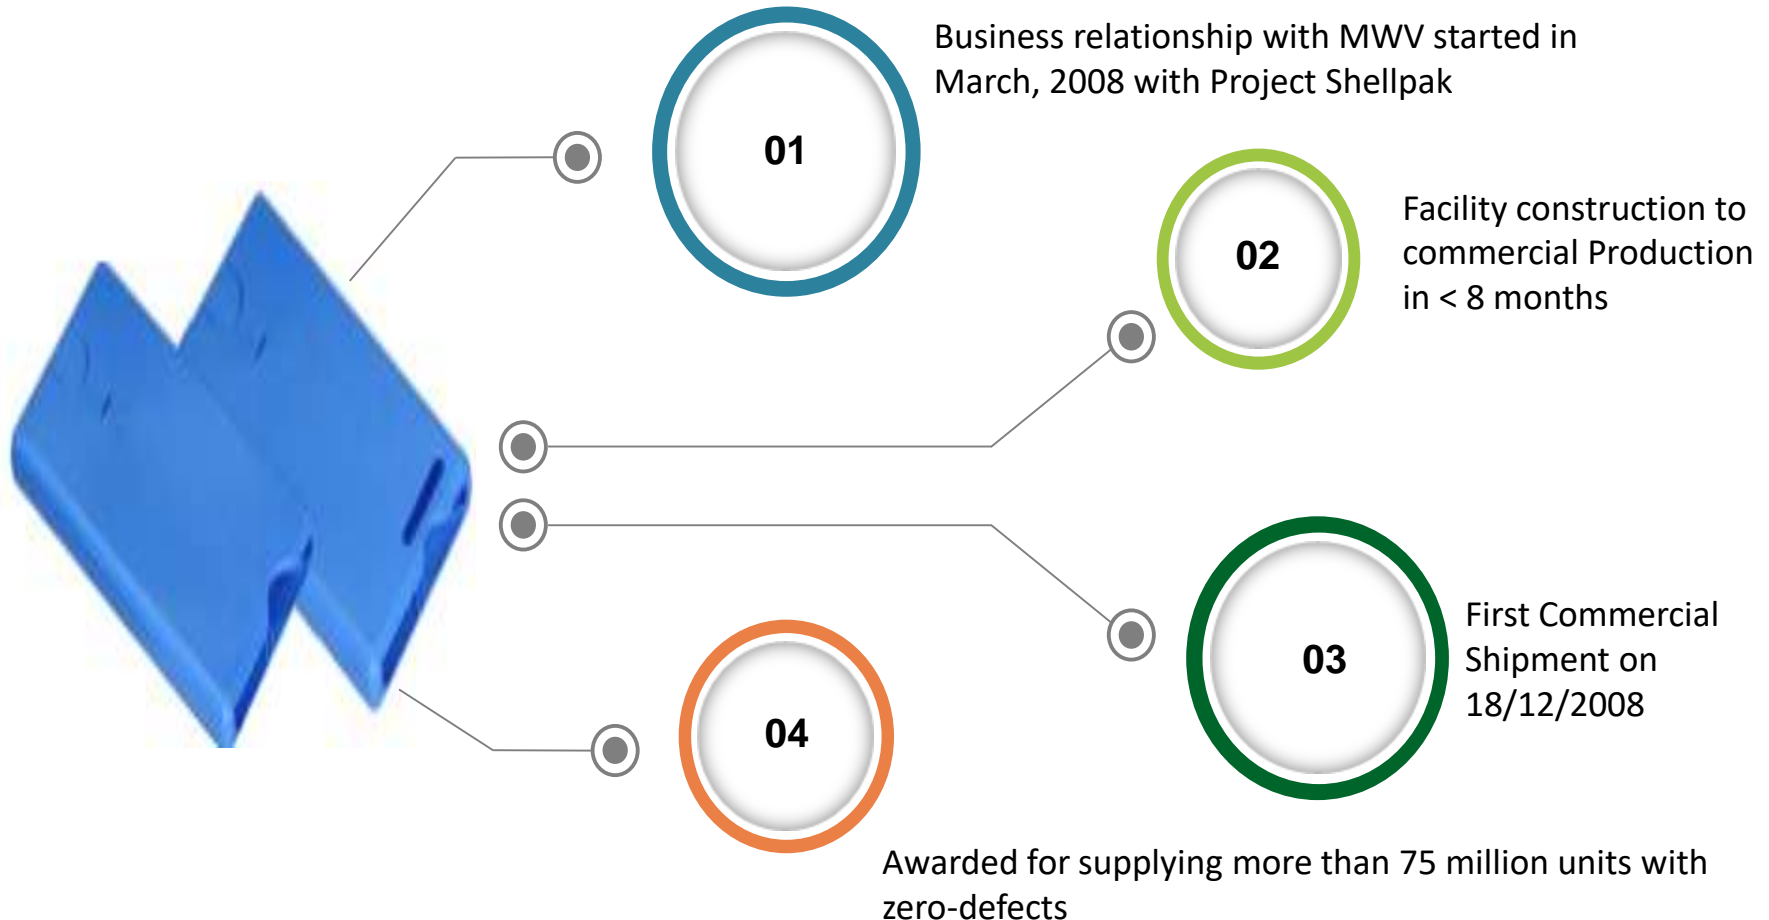 01
Business relationship with MWV started in
March, 2008 with Project Shellpak
02
Facility construction to
commercial Production
in < 8 months
03
First Commercial
Shipment on
18/12/2008
04
Awarded for supplying more than 75 million units with
zero-defects